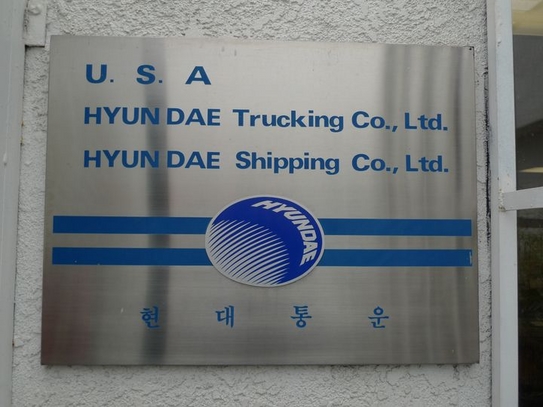 U. S. A
HYUN DAE Trucking Co., Ltd.
HYUN DAE Shipping Co., Ltd.
HYUNDAE
현 대 통 운